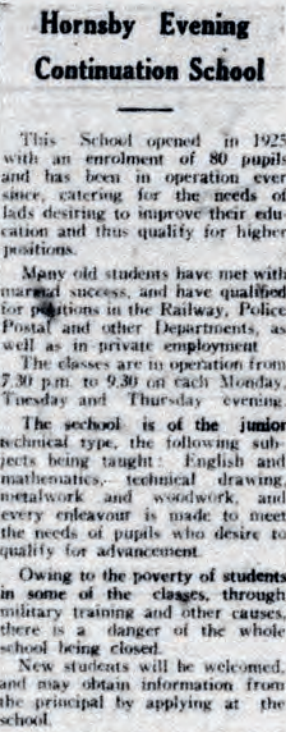 Hornsby Evening
Continuation School
This School opened in 1925
with an enrolment of 80 pupils
and has been in operation ever
since, catering for the needs of
lads desiring to improve their edu-
cation and thus qualify for higher
positions.
Many old students have met with
marked success, and have qualified
for positions in the Railway, Police
Postal and other Departments, as
well as in private employment
The classes are in operation from
7.30 p.m. to 9.30 on each Monday,
Tuesday and Thursday evening.
The sechool is of the junior
technical type, the following sub-
jects being taught: English and
mathematics, technical drawing,
metalwork and woodwork, and
every enleavour is made to meet
the needs of pupils who desire to
qualify for advancement.
Owing to the poverty of students
in some of the classes, through
military training and other causes,
there is a danger of the whole
school being closed.
New students will be welcomed,
and may obtain information from
the principal by applying at the
school.